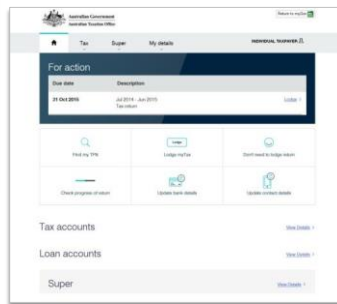 Australian Government
Australian Taxation Office
Return to myGov
Tax
Super
My details
INDIVIDUAL TAXPAYER
For action
Due date
Description
31 Oct 2015
Jul 2014 - Jun 2015
Tax return
Lodge
Find my TFN
Lodge
Lodge myTax
Don't need to lodge return
Check progress of return
Update bank details
Update contact details
Tax accounts
View Details
Loan accounts
View Details
Super
View Details